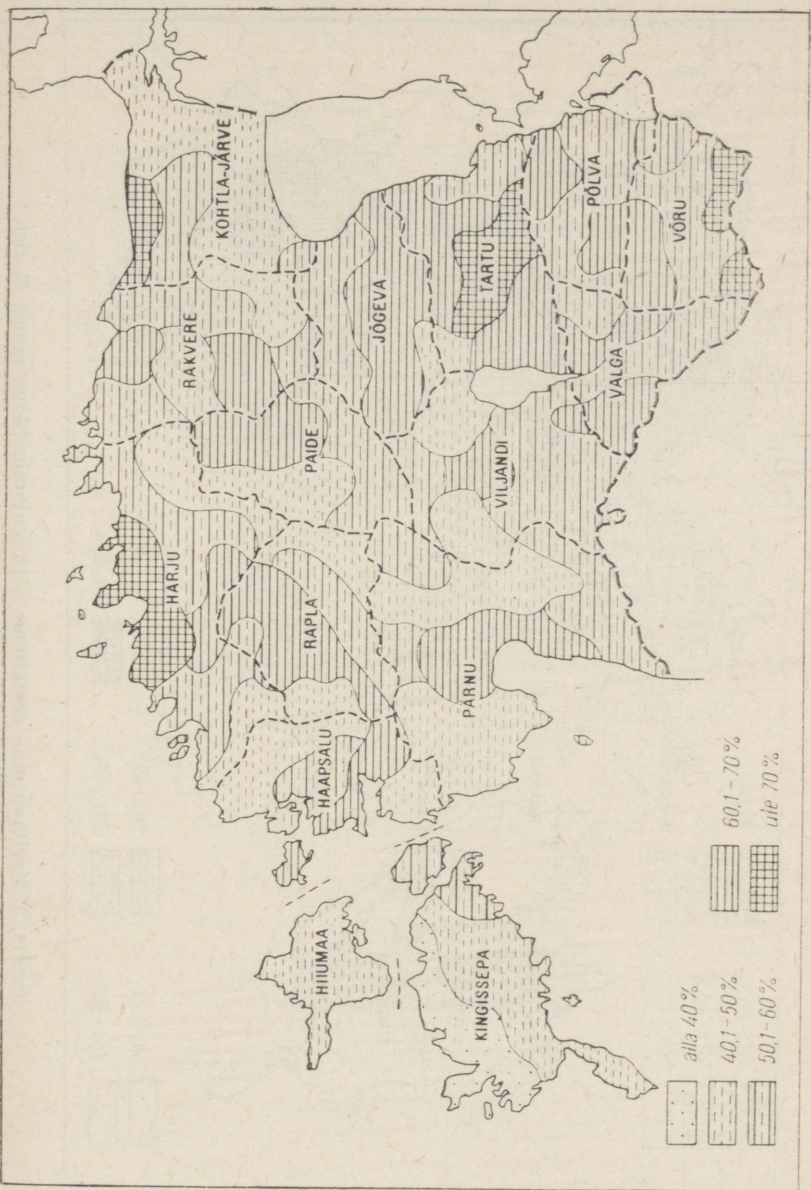 KOHTLA-JÄRVE
RAKVERE
HARJU
PAIDE
JÕGEVA
RAPLA
HAAPSALU
HIIUMAA
TARTU
PÕLVA
VILJANDI
PÄRNU
KINGISSEPA
VALGA
VÕRU
alla 40%
40,1-50%
50,1-60%
60,1-70%
üle 70%